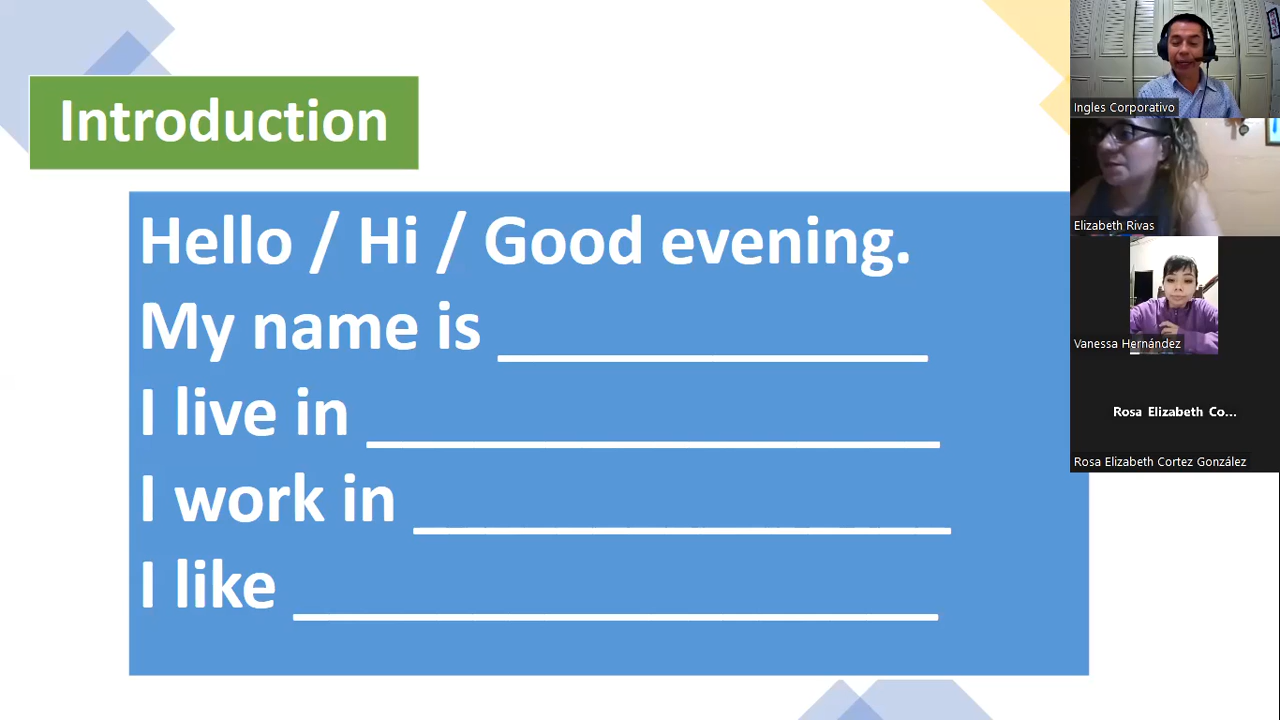 Introduction
Hello / Hi / Good evening.
My name is _______________
I live in ____________________
I work in ___________________
I like _______________________
Ingles Corporativo
Elizabeth Rivas
Vanessa Hernández
Rosa Elizabeth Co...
Rosa Elizabeth Cortez González